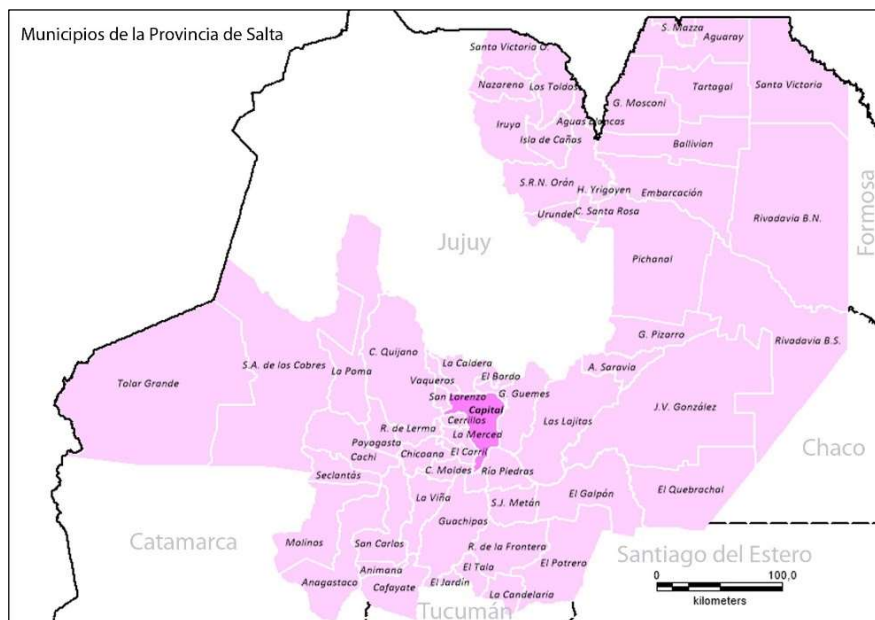 Municipios de la Provincia de Salta
S. Mazza
Aguaray
Santa Victoria O.
Nazareno
Los Toldos
G. Mosconi
Tartagal
Santa Victoria
Iruya
Aguas Blancas
Isla de Cañas
Ballivian
S.R.N. Orán
H. Yrigoyen
Embarcación
Urundel
C. Santa Rosa
Rivadavia B.N.
Formosa
Jujuy
Pichanal
G. Pizarro
Rivadavia B.S.
Tolar Grande
S.A. de los Cobres
La Poma
C. Quijano
La Caldera
Vaqueros
El Bordo
A. Saravia
San Lorenzo
G. Guemes
Capital
Cerrillos
Las Lajitas
J.V. González
R. de Lerma
La Merced
Payogasta
Cachi
Chicoana
El Carril
Chaco
Seclantás
C. Moldes
Río Piedras
La Viña
S.J. Metán
El Galpón
El Quebrachal
Guachipas
Catamarca
Molinos
San Carlos
R. de la Frontera
Santiago del Estero
Animana
El Tala
El Potrero
Angastaco
Cafayate
El Jardín
La Candelaria
Tucumán
0
100,0
kilometers